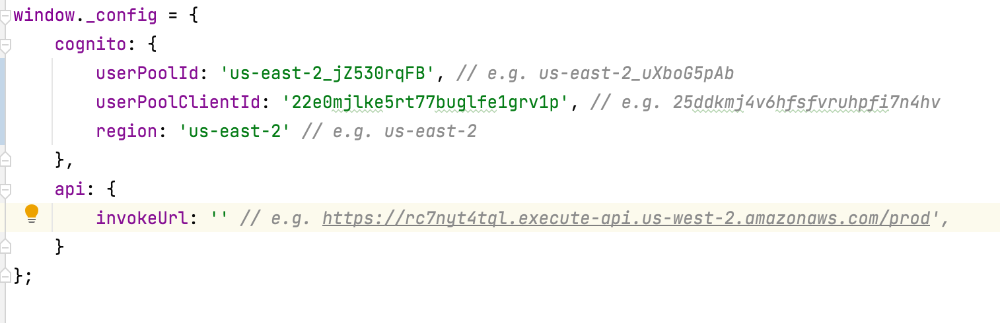 window._config = {
    cognito: {
        userPoolId: 'us-east-2_jZ530rqFB', // e.g. us-east-2_uXboG5pAb
        userPoolClientId: '22e0mjlke5rt77buglfe1grv1p', // e.g. 25ddkmj4v6hfsfvruhpfi7n4hv
        region: 'us-east-2' // e.g. us-east-2
    },
    api: {
        invokeUrl: '' // e.g. https://rc7nyt4tql.execute-api.us-west-2.amazonaws.com/prod',
    }
};